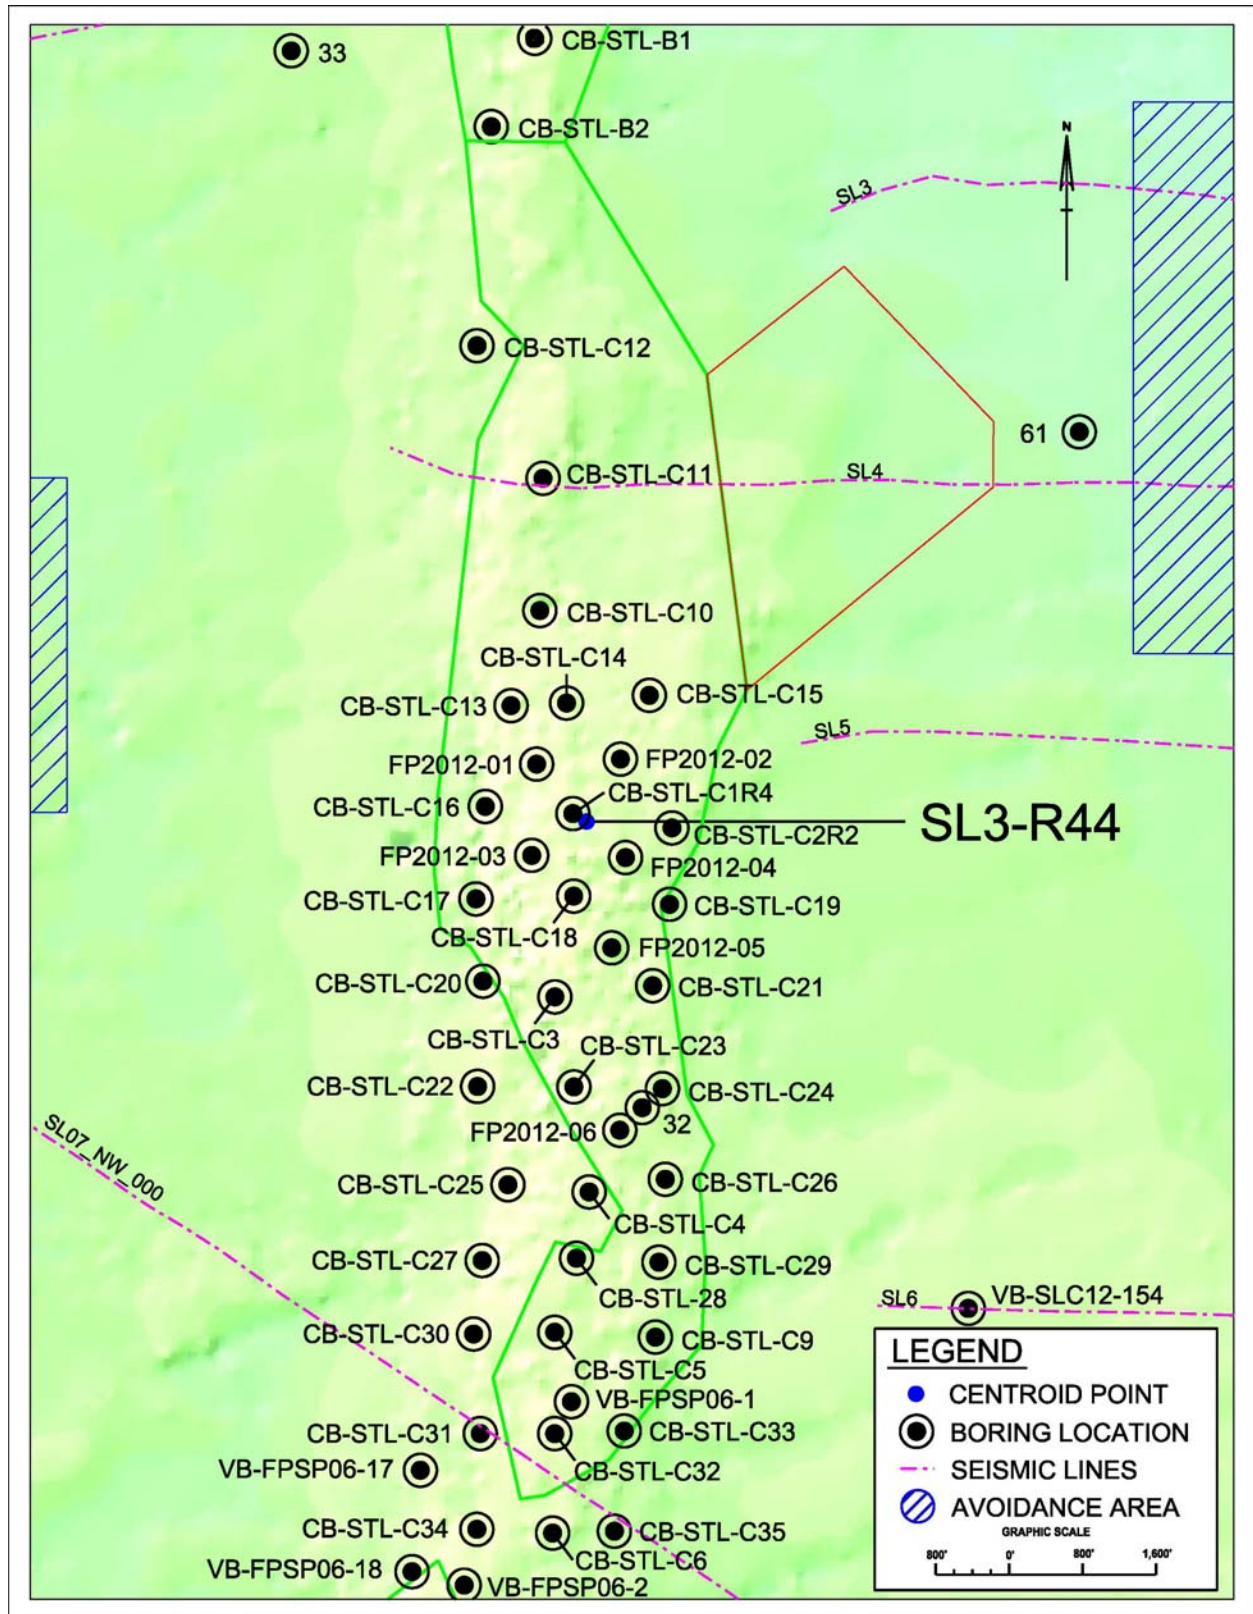 CB-STL-B1
33
CB-STL-B2
N
SL3
CB-STL-C12
61
CB-STL-C11
SL4
CB-STL-C10
CB-STL-C14
CB-STL-C15
CB-STL-C13
SL5
FP2012-02
FP2012-01
CB-STL-C1R4
CB-STL-C16
SL3-R44
CB-STL-C2R2
FP2012-03
FP2012-04
CB-STL-C17
CB-STL-C19
CB-STL-C18
FP2012-05
CB-STL-C20
CB-STL-C21
CB-STL-C3
CB-STL-C23
CB-STL-C22
CB-STL-C24
32
FP2012-06
SL07_NW_000
CB-STL-C25
CB-STL-C26
CB-STL-C4
CB-STL-C27
CB-STL-C29
CB-STL-28
SL6
VB-SLC12-154
CB-STL-C30
CB-STL-C9
CB-STL-C5
VB-FPSP06-1
CB-STL-C31
CB-STL-C33
VB-FPSP06-17
CB-STL-C32
CB-STL-C34
CB-STL-C35
CB-STL-C6
VB-FPSP06-18
VB-FPSP06-2
LEGEND
CENTROID POINT
BORING LOCATION
SEISMIC LINES
AVOIDANCE AREA
GRAPHIC SCALE
800' 0' 800' 1,600'